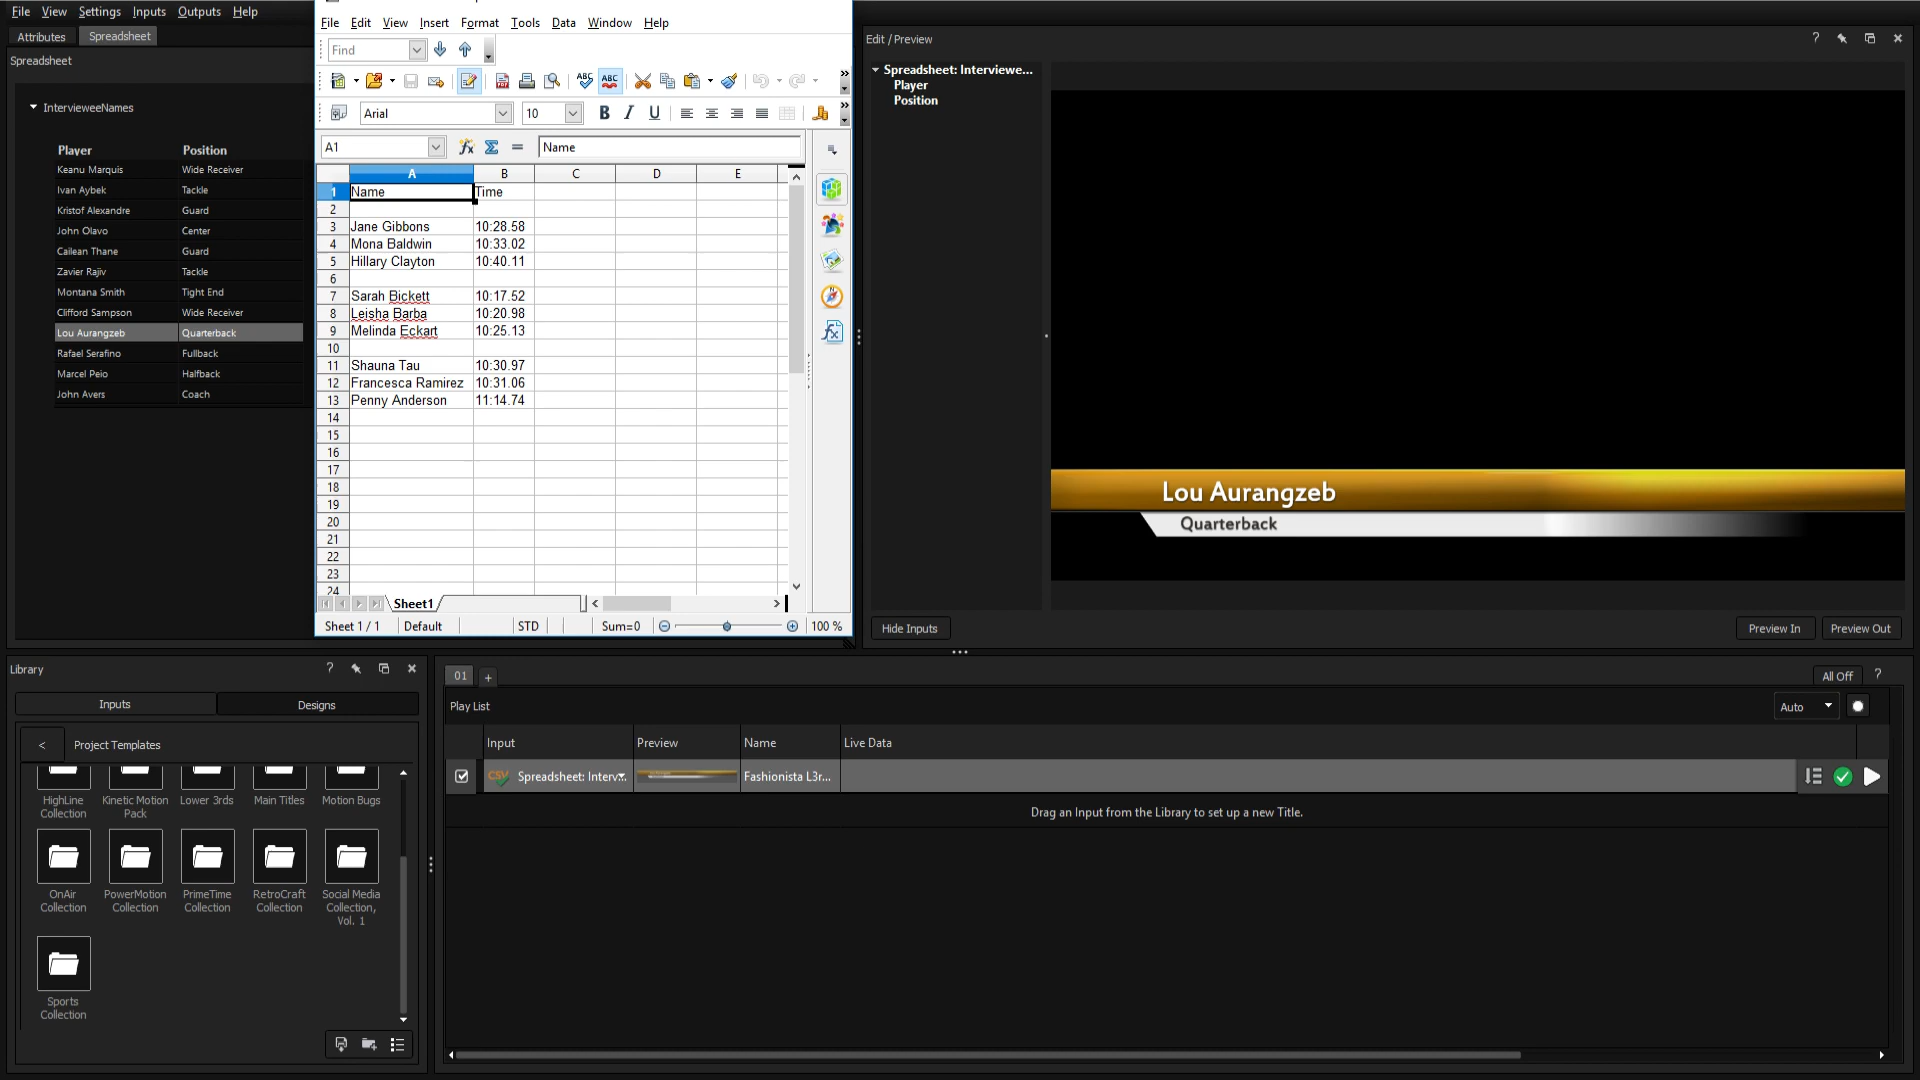 File View Settings Inputs Outputs Help
Attributes Spreadsheet
Spreadsheet
IntervieweeNames
Player Position
Keanu Marquis Wide Receiver
Ivan Aybek Tackle
Kristof Alexandre Guard
John Olavo Center
Cailean Thane Guard
Zavier Rajiv Tackle
Montana Smith Tight End
Clifford Sampson Wide Receiver
Lou Aurangzeb Quarterback
Rafael Serafino Fullback
Marcel Peio Halfback
John Avers Coach
File Edit View Insert Format Tools Data Window Help
Find
ABC ABC
Arial 10 B I U
A1 Name
A B C D E
1 Name Time
2
3 Jane Gibbons 10:28.58
4 Mona Baldwin 10:33.02
5 Hillary Clayton 10:40.11
6
7 Sarah Bickett 10:17.52
8 Leisha Barba 10:20.98
9 Melinda Eckart 10:25.13
10
11 Shauna Tau 10:30.97
12 Francesca Ramirez 10:31.06
13 Penny Anderson 11:14.74
14
15
16
17
18
19
20
21
22
23
24
Sheet1
Sheet 1 / 1 Default STD Sum=0 100 %
Edit / Preview
Spreadsheet: Interviewe...
Player
Position
Lou Aurangzeb
Quarterback
Hide Inputs Preview In Preview Out
Library
Inputs Designs
< Project Templates
HighLine Collection
Kinetic Motion Pack
Lower 3rds
Main Titles
Motion Bugs
OnAir Collection
PowerMotion Collection
PrimeTime Collection
RetroCraft Collection
Social Media Collection, Vol. 1
Sports Collection
01 + All Off ?
Play List Auto
Input Preview Name Live Data
CSV Spreadsheet: Interv... Fashionista L3r...
Drag an Input from the Library to set up a new Title.